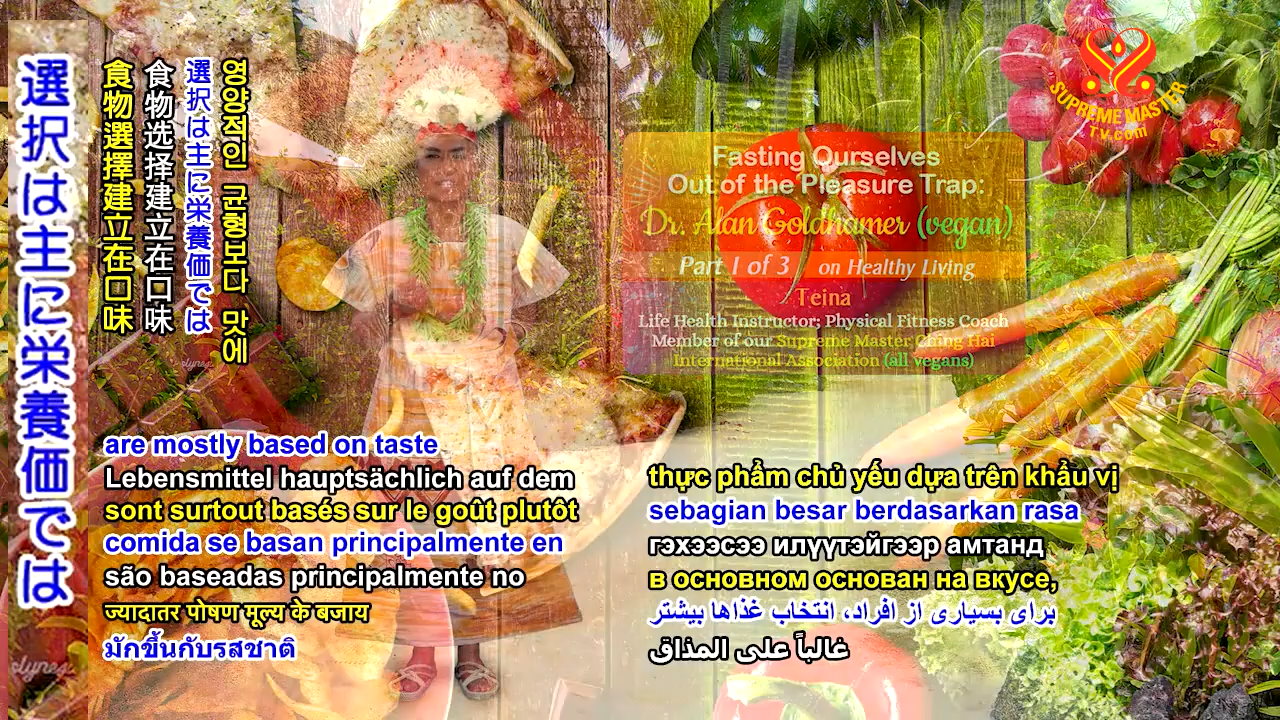 選択は主に栄養価では
食物選擇建立在口味
食物选择建立在口味
選択は主に栄養価では
영양적인 균형보다 맛에
SUPREME MASTER
TV.com
Fasting Ourselves
Out of the Pleasure Trap:
Dr. Alan Goldhamer (vegan)
Part 1 of 3 on Healthy Living
Teina
Life Health Instructor; Physical Fitness Coach
Member of our Supreme Master Ching Hai
International Association (all vegans)
are mostly based on taste
Lebensmittel hauptsächlich auf dem
sont surtout basés sur le goût plutôt
comida se basan principalmente en
são baseadas principalmente no
ज्यादातर पोषण मूल्य के बजाय
มักขึ้นกับรสชาติ
thực phẩm chủ yếu dựa trên khẩu vị
sebagian besar berdasarkan rasa
гэхээсээ илүүтэйгээр амтанд
в основном основан на вкусе,
برای بسیاری از افراد، انتخاب غذاها بیشتر
غالباً على المذاق